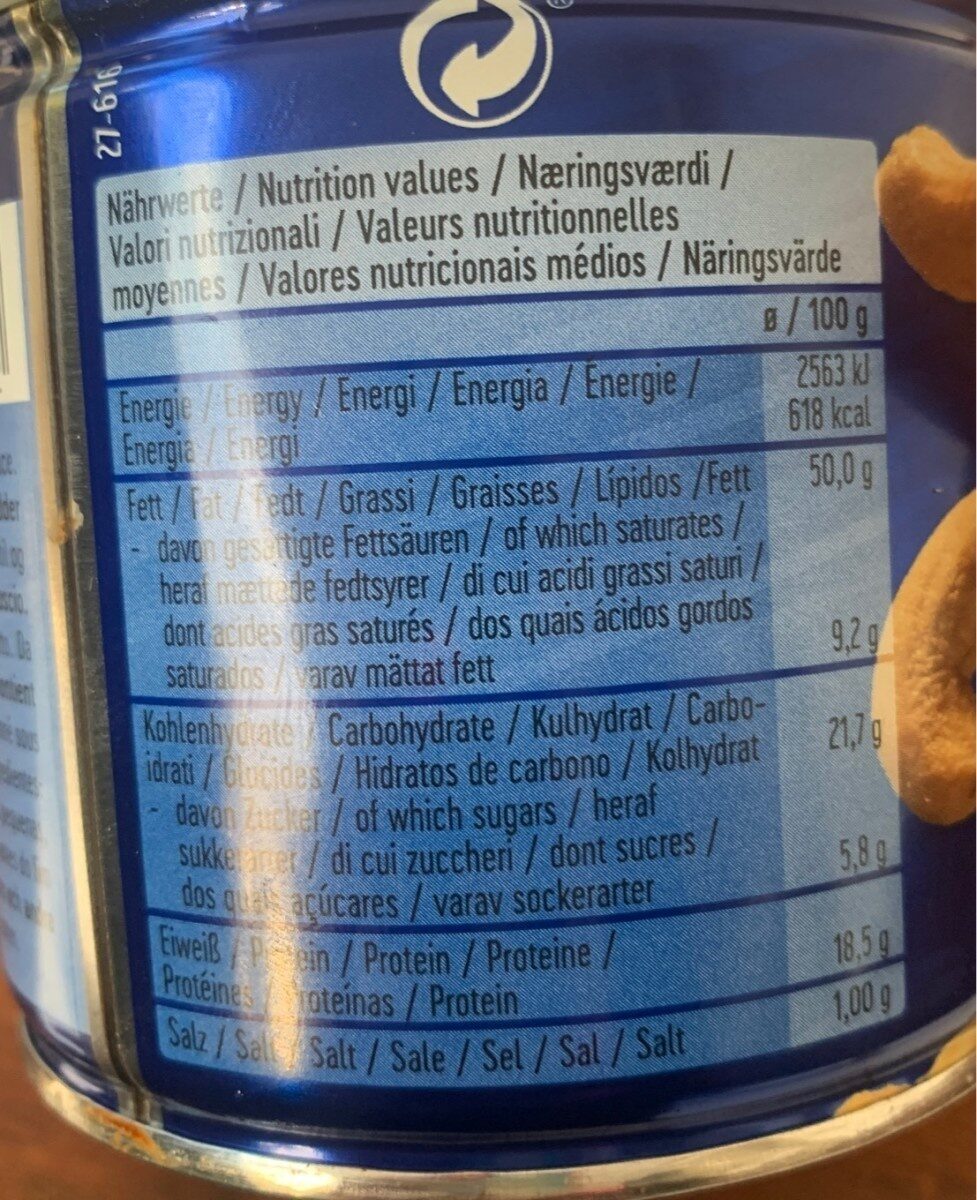 ®
27-619
Nährwerte / Nutrition values / Næringsværdi /
Valori nutrizionali / Valeurs nutritionnelles
moyennes / Valores nutricionais médios / Näringsvärde
ø / 100 g
Energie / Energy / Energi / Energia / Énergie / 2563 kJ
Energia / Energi 618 kcal
Fett / Fat / Fedt / Grassi / Graisses / Lípidos /Fett 50,0 g
- davon gesättigte Fettsäuren / of which saturates /
heraf mættede fedtsyrer / di cui acidi grassi saturi /
dont acides gras saturés / dos quais ácidos gordos
saturados / varav mättat fett 9,2 g
Kohlenhydrate / Carbohydrate / Kulhydrat / Carbo-
idrati / Glucides / Hidratos de carbono / Kolhydrat 21,7 g
- davon Zucker / of which sugars / heraf
sukkerarter / di cui zuccheri / dont sucres /
dos quais açúcares / varav sockerarter 5,8 g
Eiweiß / Protein / Protein / Proteine /
Protéines / Proteínas / Protein 18,5 g
Salz / Salt / Salt / Sale / Sel / Sal / Salt 1,00 g